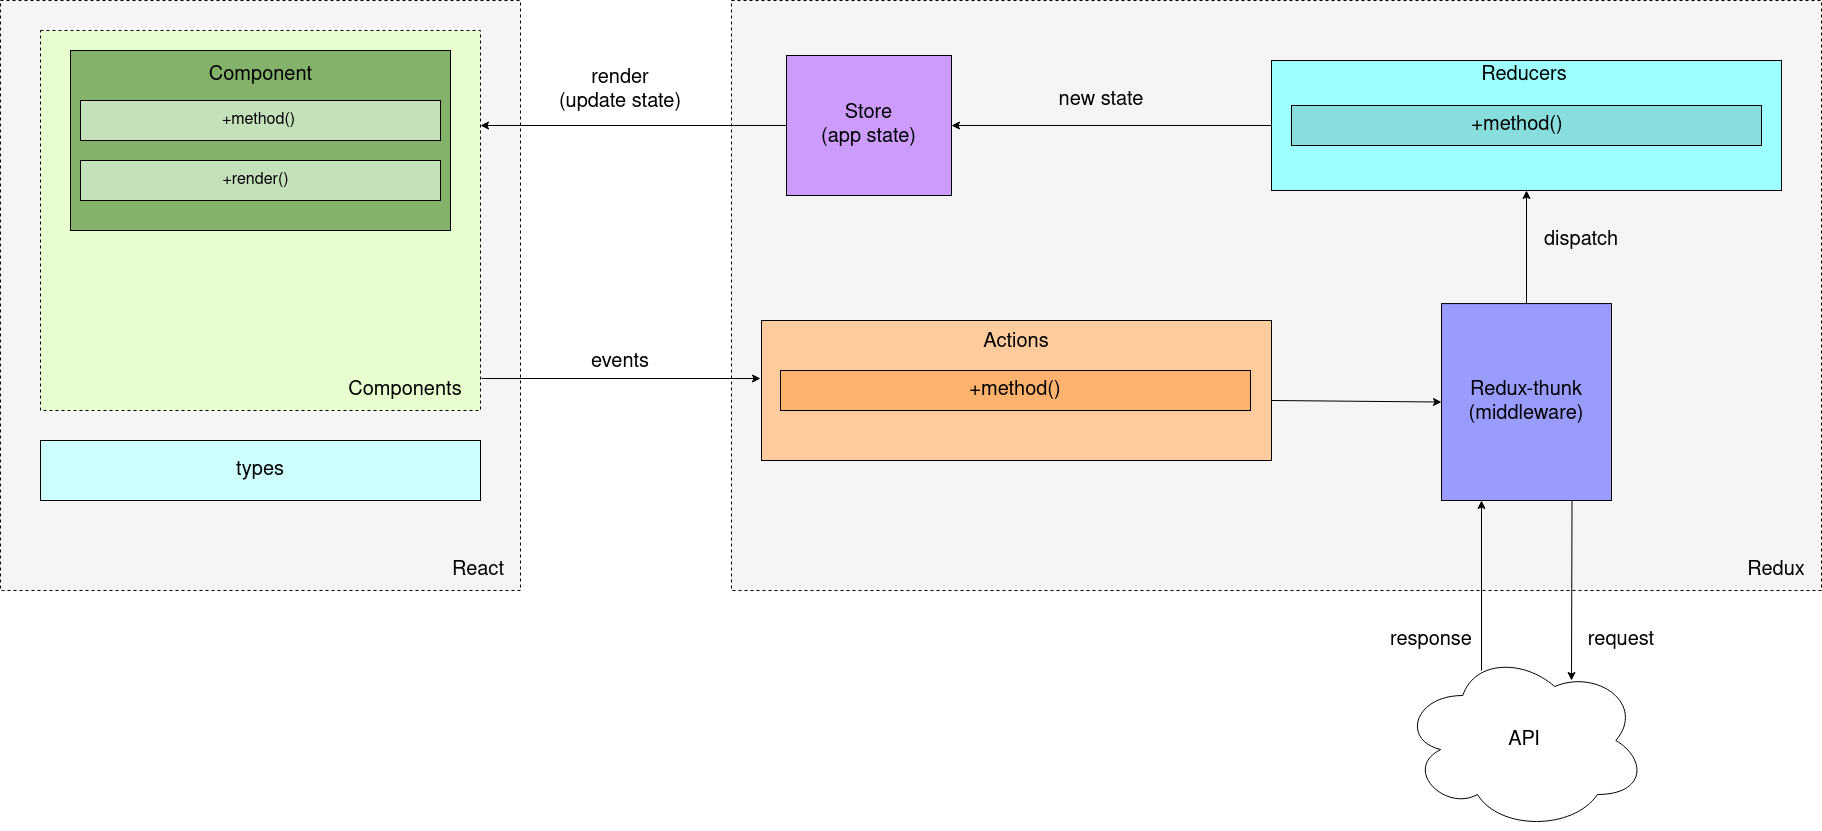 Component
+method()
+render()
Components
types
React
render
(update state)
events
Store
(app state)
new state
Reducers
+method()
dispatch
Actions
+method()
Redux-thunk
(middleware)
Redux
response
request
API